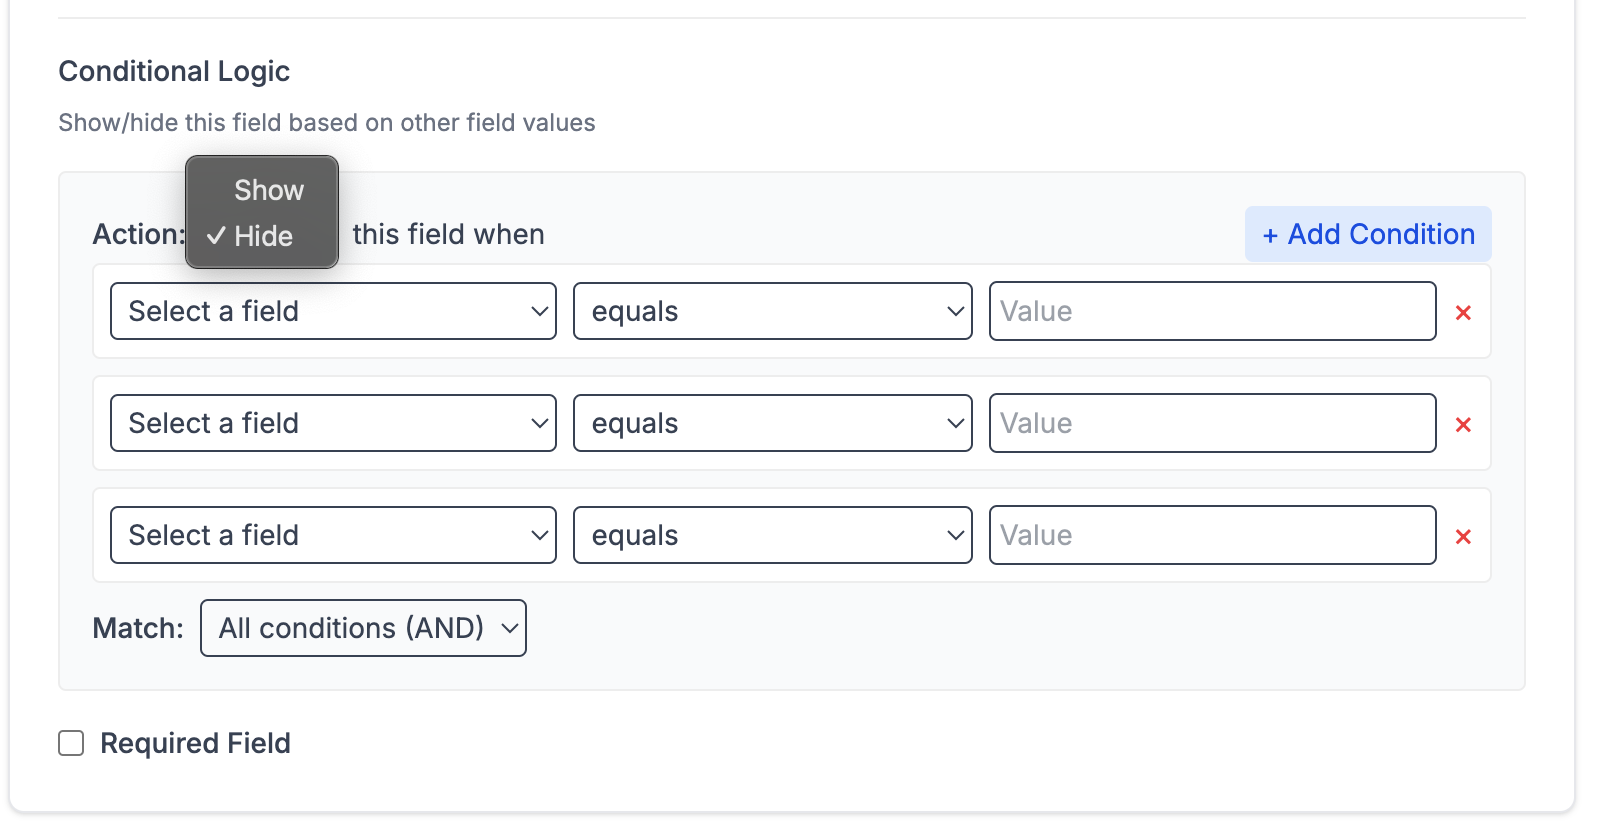 Conditional Logic
Show/hide this field based on other field values
Show
Action: ✓ Hide this field when + Add Condition
Select a field equals Value ×
Select a field equals Value ×
Select a field equals Value ×
Match: All conditions (AND)
Required Field